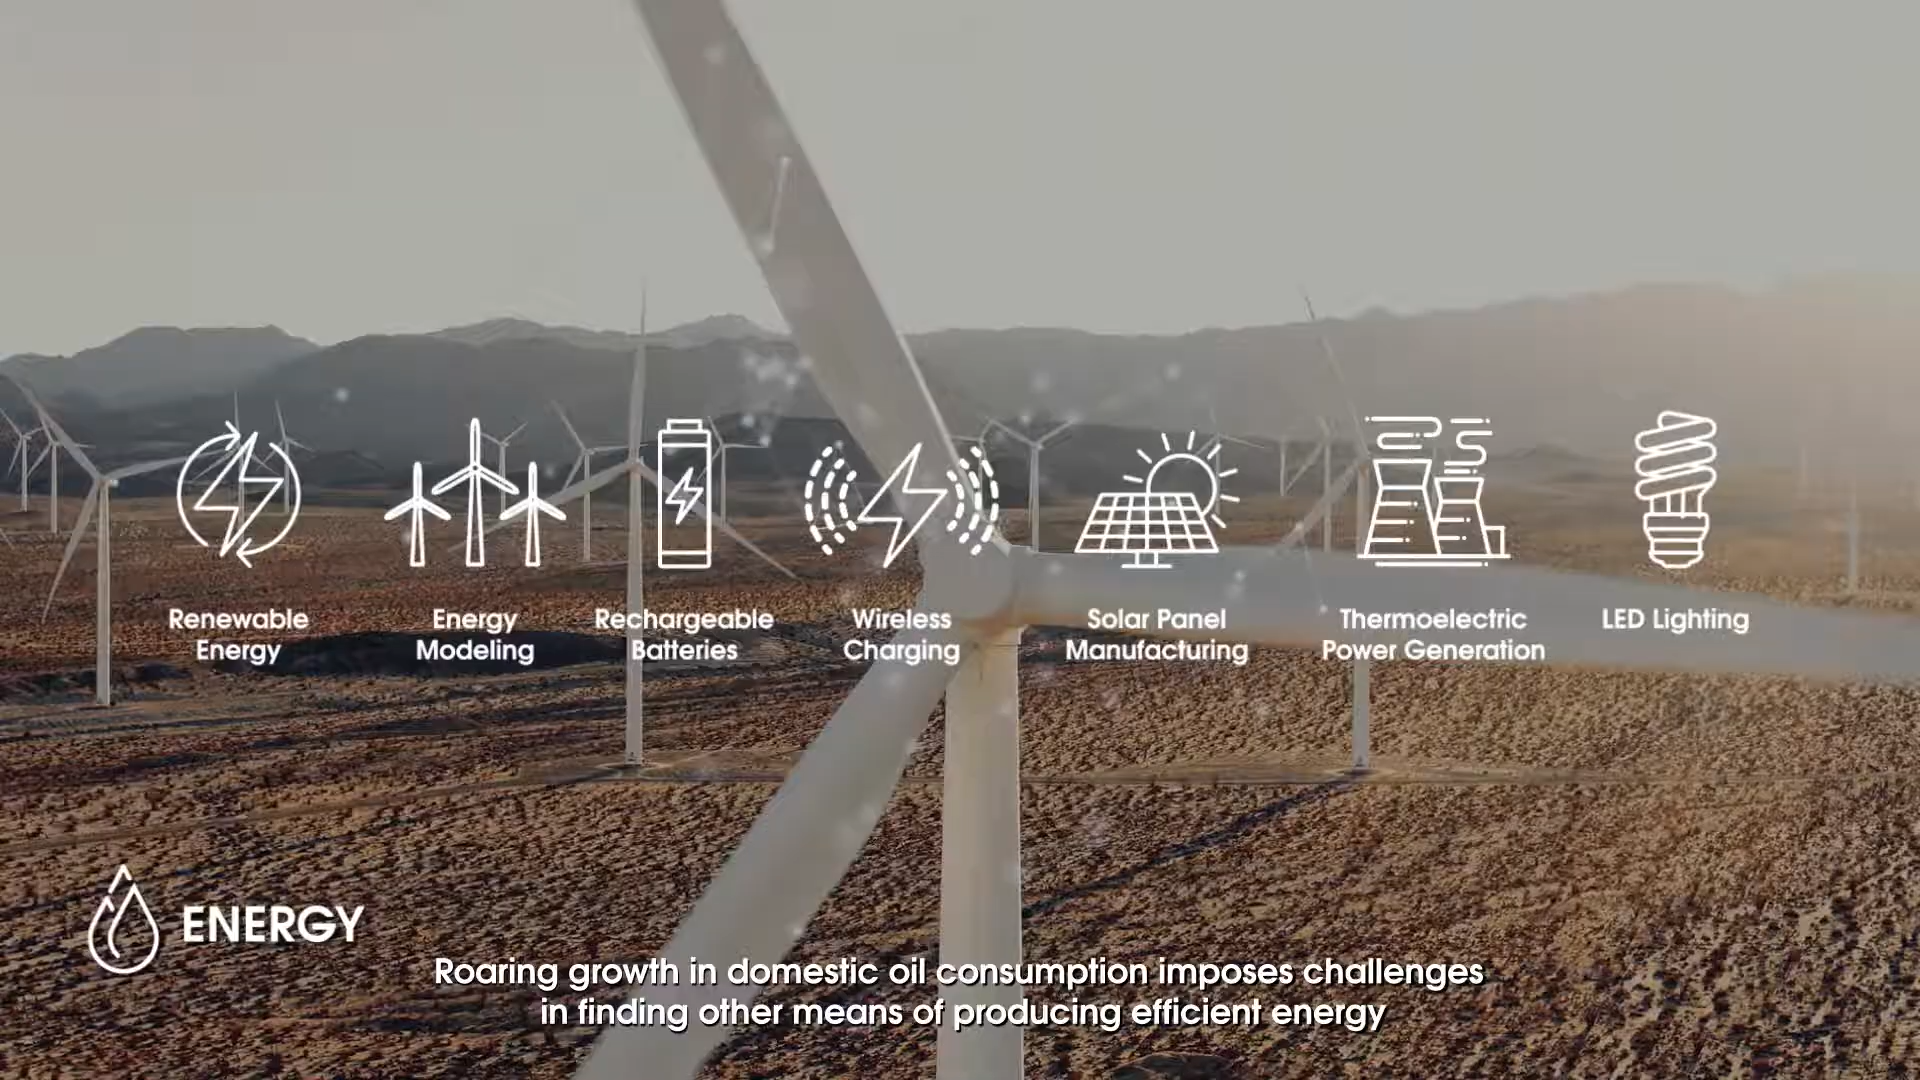 Renewable
Energy
Energy
Modeling
Rechargeable
Batteries
Wireless
Charging
Solar Panel
Manufacturing
Thermoelectric
Power Generation
LED Lighting
ENERGY
Roaring growth in domestic oil consumption imposes challenges
in finding other means of producing efficient energy